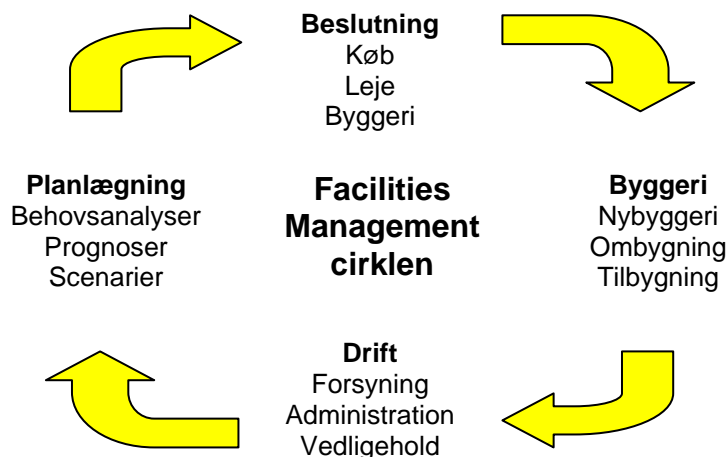 Beslutning
Køb
Leje
Byggeri
Planlægning
Behovsanalyser
Prognoser
Scenarier
Facilities
Management
cirklen
Byggeri
Nybyggeri
Ombygning
Tilbygning
Drift
Forsyning
Administration
Vedligehold